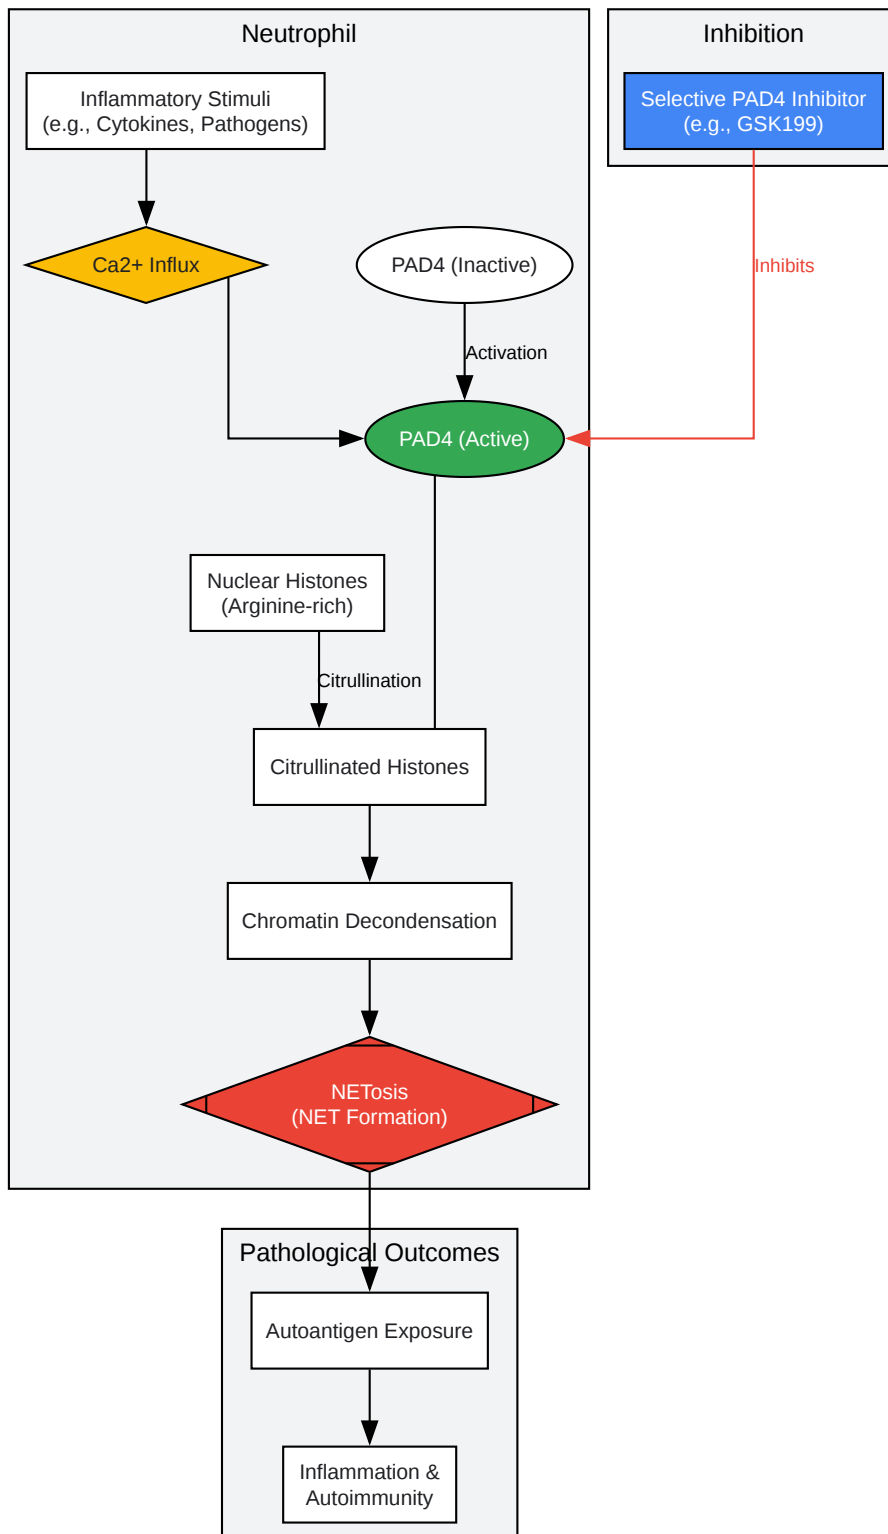 Neutrophil
Inhibition
Inflammatory Stimuli
(e.g., Cytokines, Pathogens)
Selective PAD4 Inhibitor
(e.g., GSK199)
Ca2+ Influx
PAD4 (Inactive)
Inhibits
Activation
PAD4 (Active)
Nuclear Histones
(Arginine-rich)
Citrullination
Citrullinated Histones
Chromatin Decondensation
NETosis
(NET Formation)
Pathological Outcomes
Autoantigen Exposure
Inflammation &
Autoimmunity